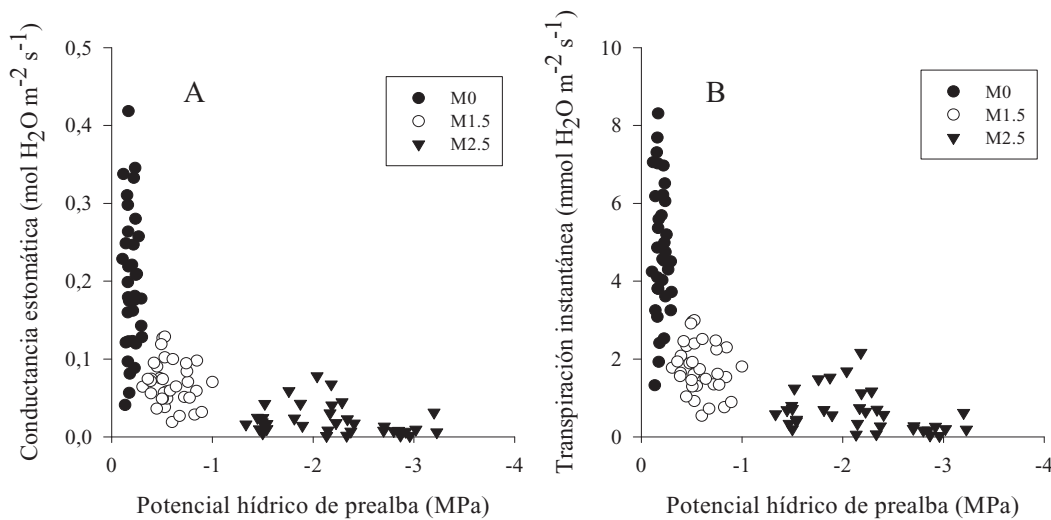 Conductancia estomática (mol H₂O m⁻² s⁻¹)
0,5
0,4
0,3
0,2
0,1
0,0
A
M0
M1.5
M2.5
0
-1
-2
-3
-4
Potencial hídrico de prealba (MPa)
Transpiración instantánea (mmol H₂O m⁻² s⁻¹)
10
8
6
4
2
0
B
M0
M1.5
M2.5
0
-1
-2
-3
-4
Potencial hídrico de prealba (MPa)